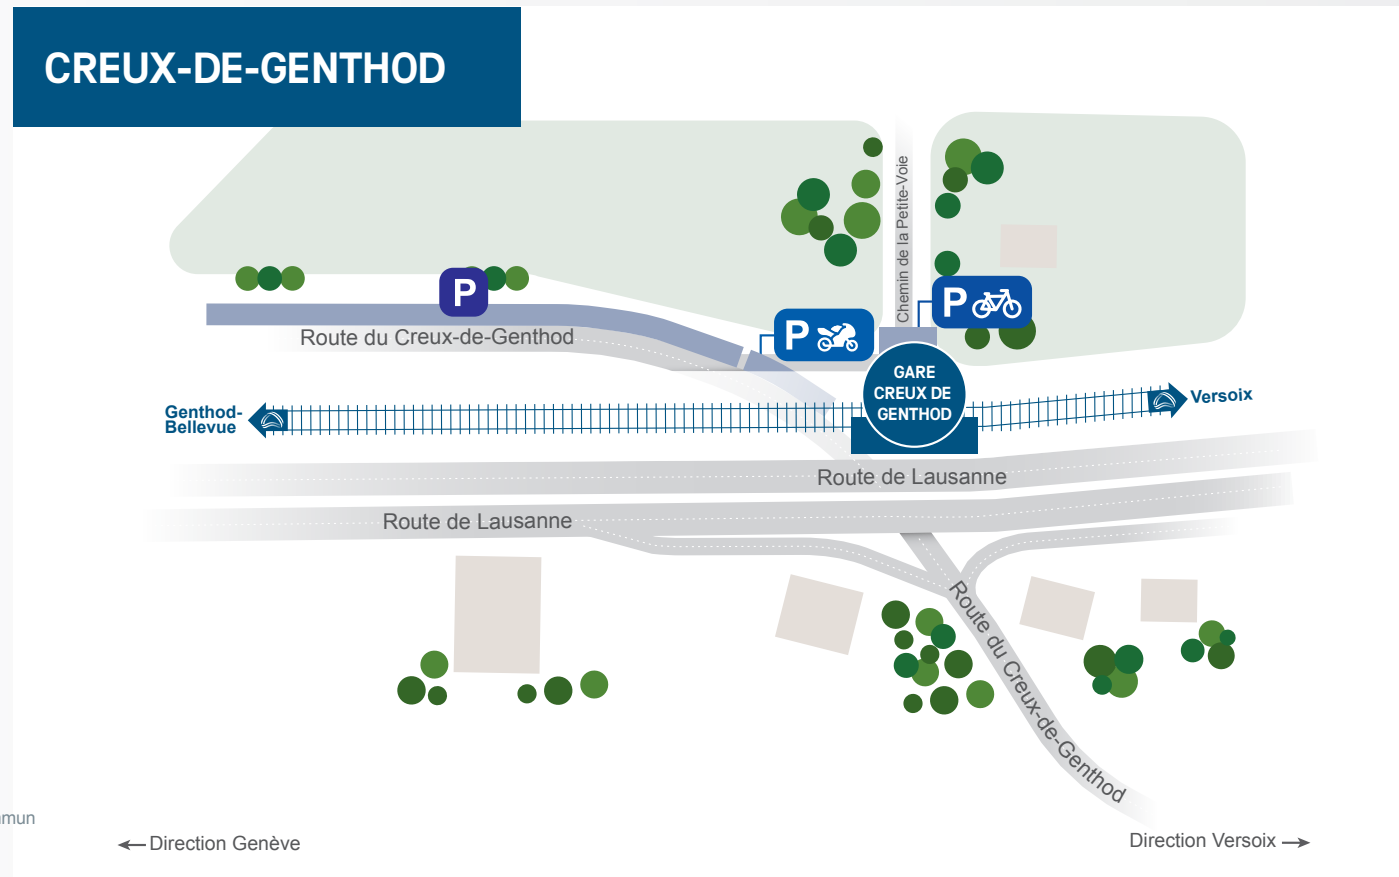 CREUX-DE-GENTHOD
Chemin de la Petite-Voie
P
P
P
Route du Creux-de-Genthod
GARE
CREUX DE
GENTHOD
Genthod-
Bellevue
Versoix
Route de Lausanne
Route de Lausanne
Route du Creux-de-Genthod
mun
Direction Genève
Direction Versoix